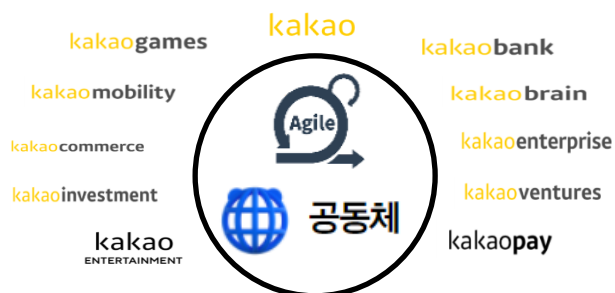 kakao
kakaogames
kakaobank
kakaomobility
kakaobrain
Agile
kakaocommerce
kakaoenterprise
kakaoinvestment
kakaoventures
공동체
kakao
ENTERTAINMENT
kakaopay